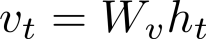 v_t = W_v h_t